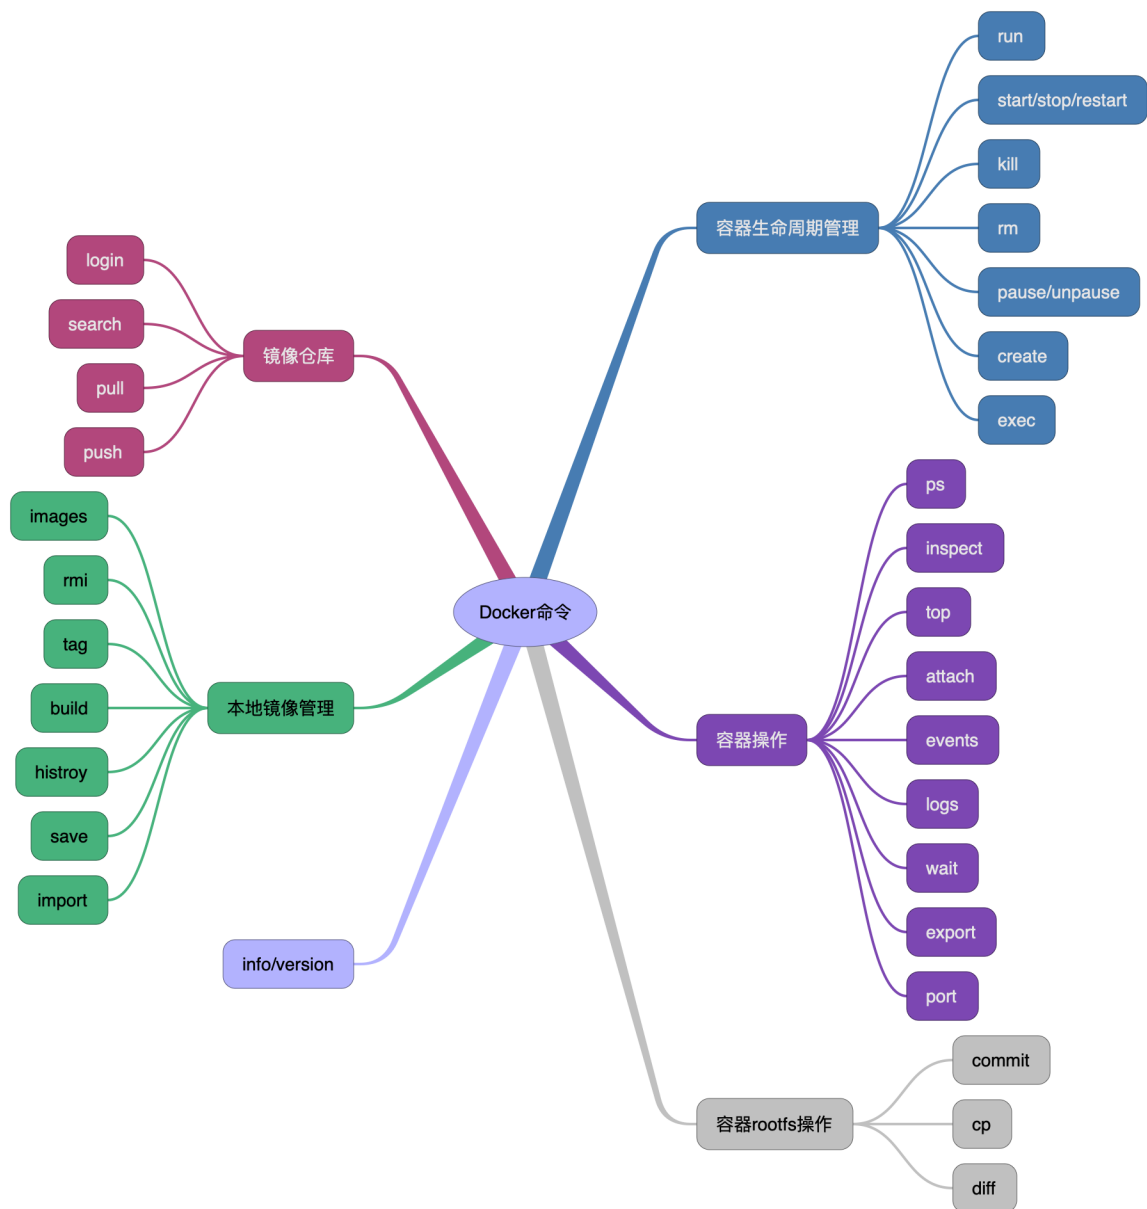 Docker命令
容器生命周期管理
run
start/stop/restart
kill
rm
pause/unpause
create
exec
容器操作
ps
inspect
top
attach
events
logs
wait
export
port
容器rootfs操作
commit
cp
diff
镜像仓库
login
search
pull
push
本地镜像管理
images
rmi
tag
build
histroy
save
import
info/version